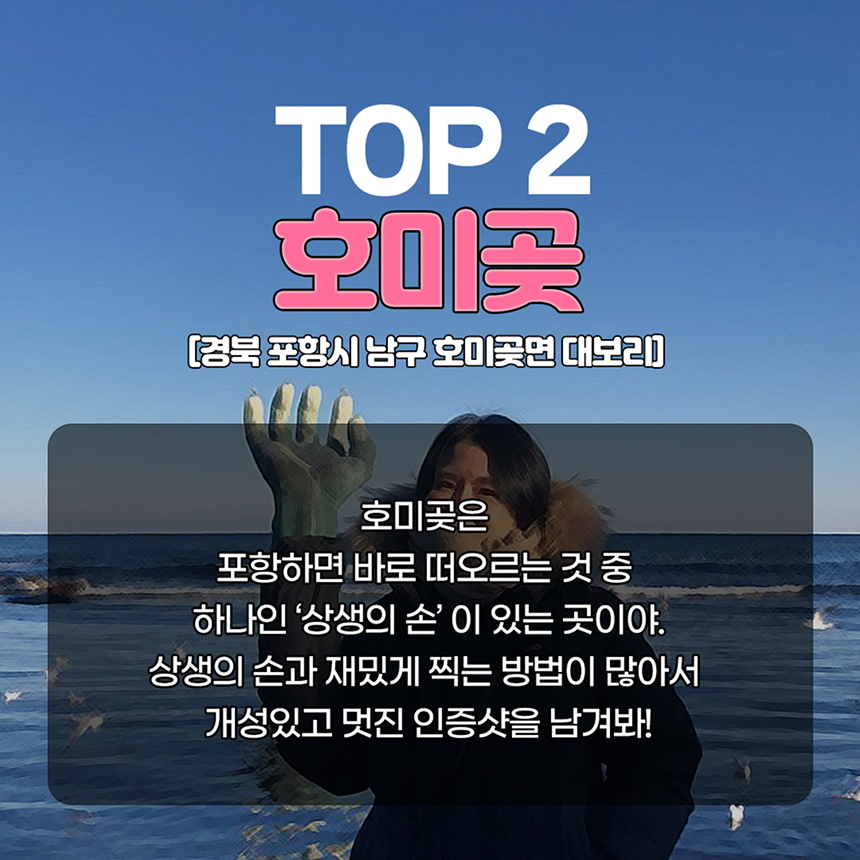 TOP 2
호미곶
[경북 포항시 남구 호미곶면 대보리]
호미곶은
포항하면 바로 떠오르는 것 중
하나인 ‘상생의 손’ 이 있는 곳이야.
상생의 손과 재밌게 찍는 방법이 많아서
개성있고 멋진 인증샷을 남겨봐!